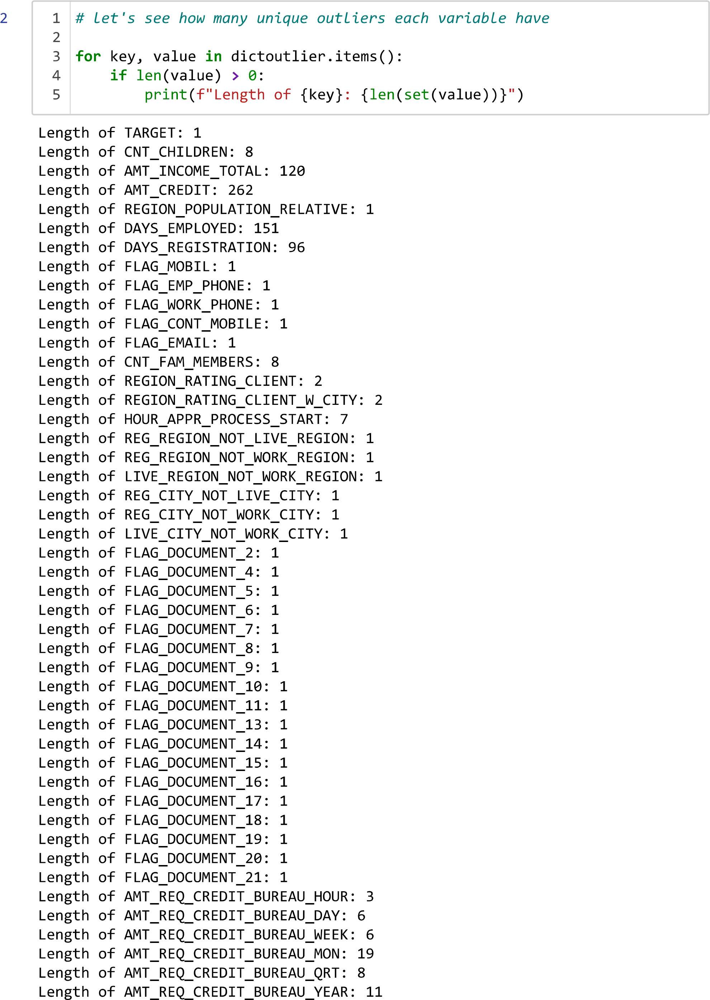 2
1 # let's see how many unique outliers each variable have
2
3 for key, value in dictoutlier.items():
4     if len(value) > 0:
5         print(f"Length of {key}: {len(set(value))}")
Length of TARGET: 1
Length of CNT_CHILDREN: 8
Length of AMT_INCOME_TOTAL: 120
Length of AMT_CREDIT: 262
Length of REGION_POPULATION_RELATIVE: 1
Length of DAYS_EMPLOYED: 151
Length of DAYS_REGISTRATION: 96
Length of FLAG_MOBIL: 1
Length of FLAG_EMP_PHONE: 1
Length of FLAG_WORK_PHONE: 1
Length of FLAG_CONT_MOBILE: 1
Length of FLAG_EMAIL: 1
Length of CNT_FAM_MEMBERS: 8
Length of REGION_RATING_CLIENT: 2
Length of REGION_RATING_CLIENT_W_CITY: 2
Length of HOUR_APPR_PROCESS_START: 7
Length of REG_REGION_NOT_LIVE_REGION: 1
Length of REG_REGION_NOT_WORK_REGION: 1
Length of LIVE_REGION_NOT_WORK_REGION: 1
Length of REG_CITY_NOT_LIVE_CITY: 1
Length of REG_CITY_NOT_WORK_CITY: 1
Length of LIVE_CITY_NOT_WORK_CITY: 1
Length of FLAG_DOCUMENT_2: 1
Length of FLAG_DOCUMENT_4: 1
Length of FLAG_DOCUMENT_5: 1
Length of FLAG_DOCUMENT_6: 1
Length of FLAG_DOCUMENT_7: 1
Length of FLAG_DOCUMENT_8: 1
Length of FLAG_DOCUMENT_9: 1
Length of FLAG_DOCUMENT_10: 1
Length of FLAG_DOCUMENT_11: 1
Length of FLAG_DOCUMENT_13: 1
Length of FLAG_DOCUMENT_14: 1
Length of FLAG_DOCUMENT_15: 1
Length of FLAG_DOCUMENT_16: 1
Length of FLAG_DOCUMENT_17: 1
Length of FLAG_DOCUMENT_18: 1
Length of FLAG_DOCUMENT_19: 1
Length of FLAG_DOCUMENT_20: 1
Length of FLAG_DOCUMENT_21: 1
Length of AMT_REQ_CREDIT_BUREAU_HOUR: 3
Length of AMT_REQ_CREDIT_BUREAU_DAY: 6
Length of AMT_REQ_CREDIT_BUREAU_WEEK: 6
Length of AMT_REQ_CREDIT_BUREAU_MON: 19
Length of AMT_REQ_CREDIT_BUREAU_QRT: 8
Length of AMT_REQ_CREDIT_BUREAU_YEAR: 11